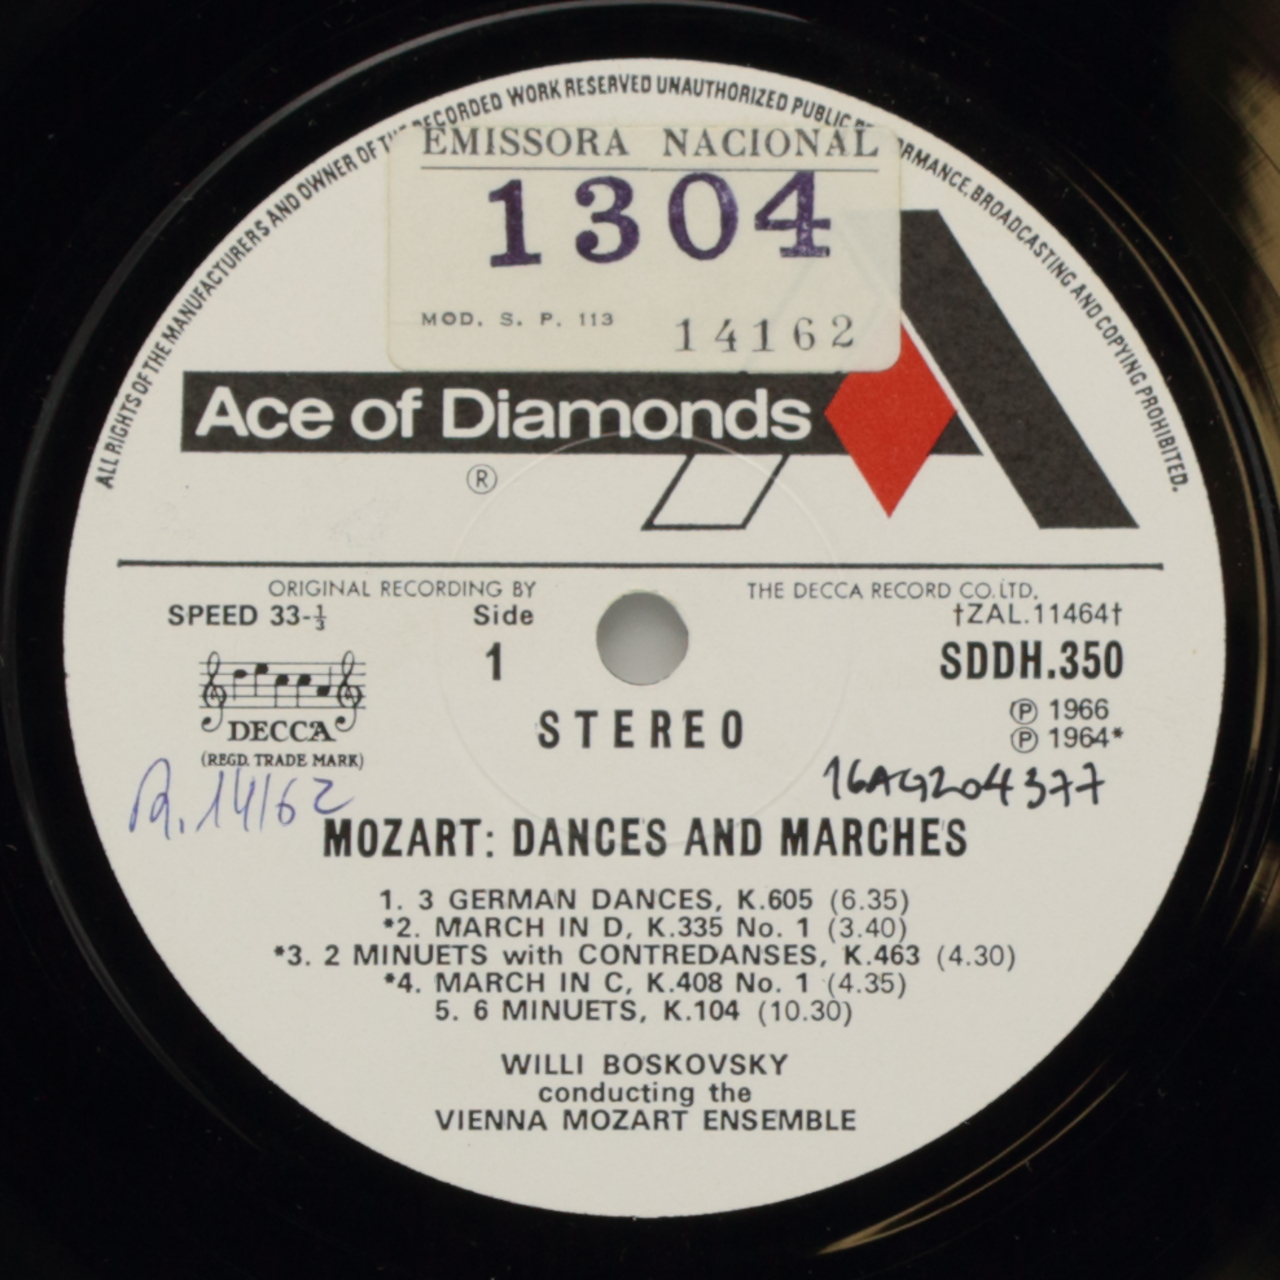 ALL RIGHTS OF THE MANUFACTURERS AND OWNER OF THE RECORDED WORK RESERVED UNAUTHORIZED PUBLIC PERFORMANCE, BROADCASTING AND COPYING PROHIBITED.
EMISSORA NACIONAL
1304
MOD. S. P. 113
14162
Ace of Diamonds
®
ORIGINAL RECORDING BY THE DECCA RECORD CO. LTD.
SPEED 33-⅓
Side
†ZAL.11464†
1
SDDH.350
DECCA
(REGD. TRADE MARK)
STEREO
Ⓟ 1966
Ⓟ 1964*
R. 14162
16AG204377
MOZART: DANCES AND MARCHES
1. 3 GERMAN DANCES, K.605 (6.35)
*2. MARCH IN D, K.335 No. 1 (3.40)
*3. 2 MINUETS with CONTREDANSES, K.463 (4.30)
*4. MARCH IN C, K.408 No. 1 (4.35)
5. 6 MINUETS, K.104 (10.30)
WILLI BOSKOVSKY
conducting the
VIENNA MOZART ENSEMBLE